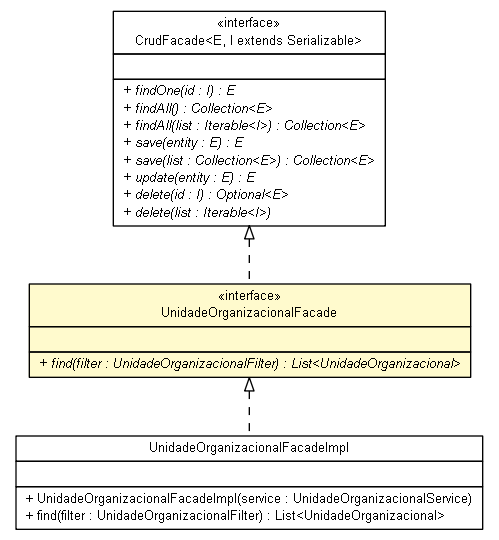 «interface»
CrudFacade<E, I extends Serializable>
+ findOne(id : I) : E
+ findAll() : Collection<E>
+ findAll(list : Iterable<I>) : Collection<E>
+ save(entity : E) : E
+ save(list : Collection<E>) : Collection<E>
+ update(entity : E) : E
+ delete(id : I) : Optional<E>
+ delete(list : Iterable<I>)
«interface»
UnidadeOrganizacionalFacade
+ find(filter : UnidadeOrganizacionalFilter) : List<UnidadeOrganizacional>
UnidadeOrganizacionalFacadeImpl
+ UnidadeOrganizacionalFacadeImpl(service : UnidadeOrganizacionalService)
+ find(filter : UnidadeOrganizacionalFilter) : List<UnidadeOrganizacional>